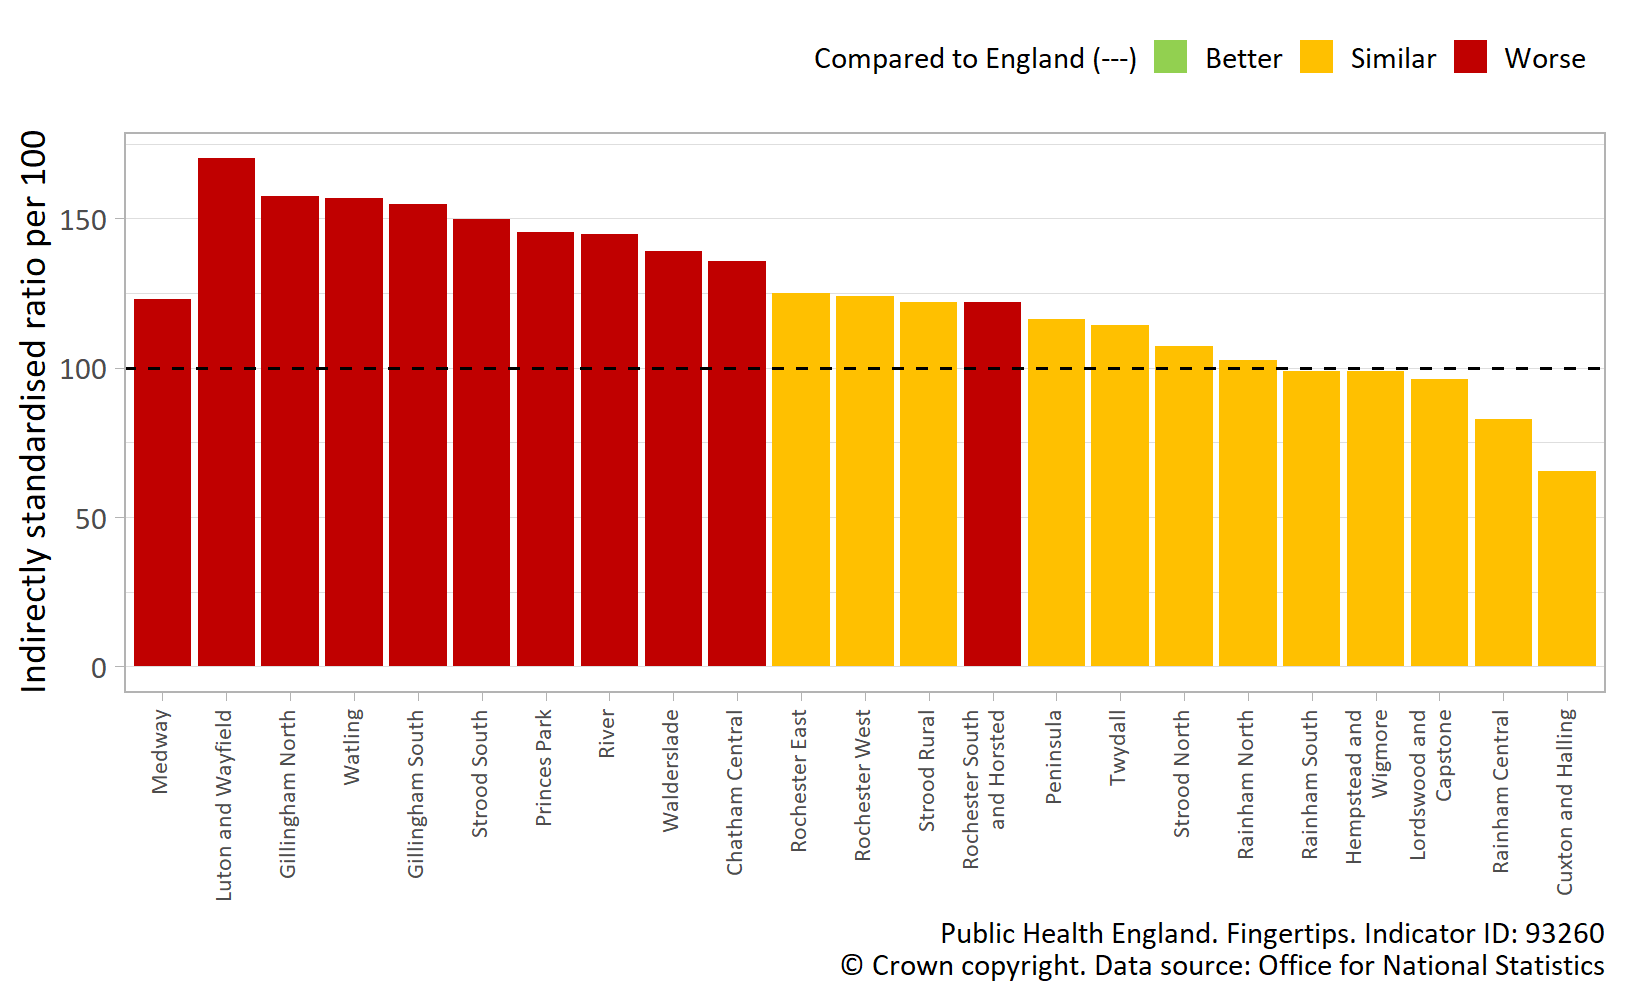 Compared to England (---) Better Similar Worse
Indirectly standardised ratio per 100
150
100
50
0
Medway
Luton and Wayfield
Gillingham North
Watling
Gillingham South
Strood South
Princes Park
River
Walderslade
Chatham Central
Rochester East
Rochester West
Strood Rural
Rochester South
and Horsted
Peninsula
Twydall
Strood North
Rainham North
Rainham South
Hempstead and
Wigmore
Lordswood and
Capstone
Rainham Central
Cuxton and Halling
Public Health England. Fingertips. Indicator ID: 93260
© Crown copyright. Data source: Office for National Statistics